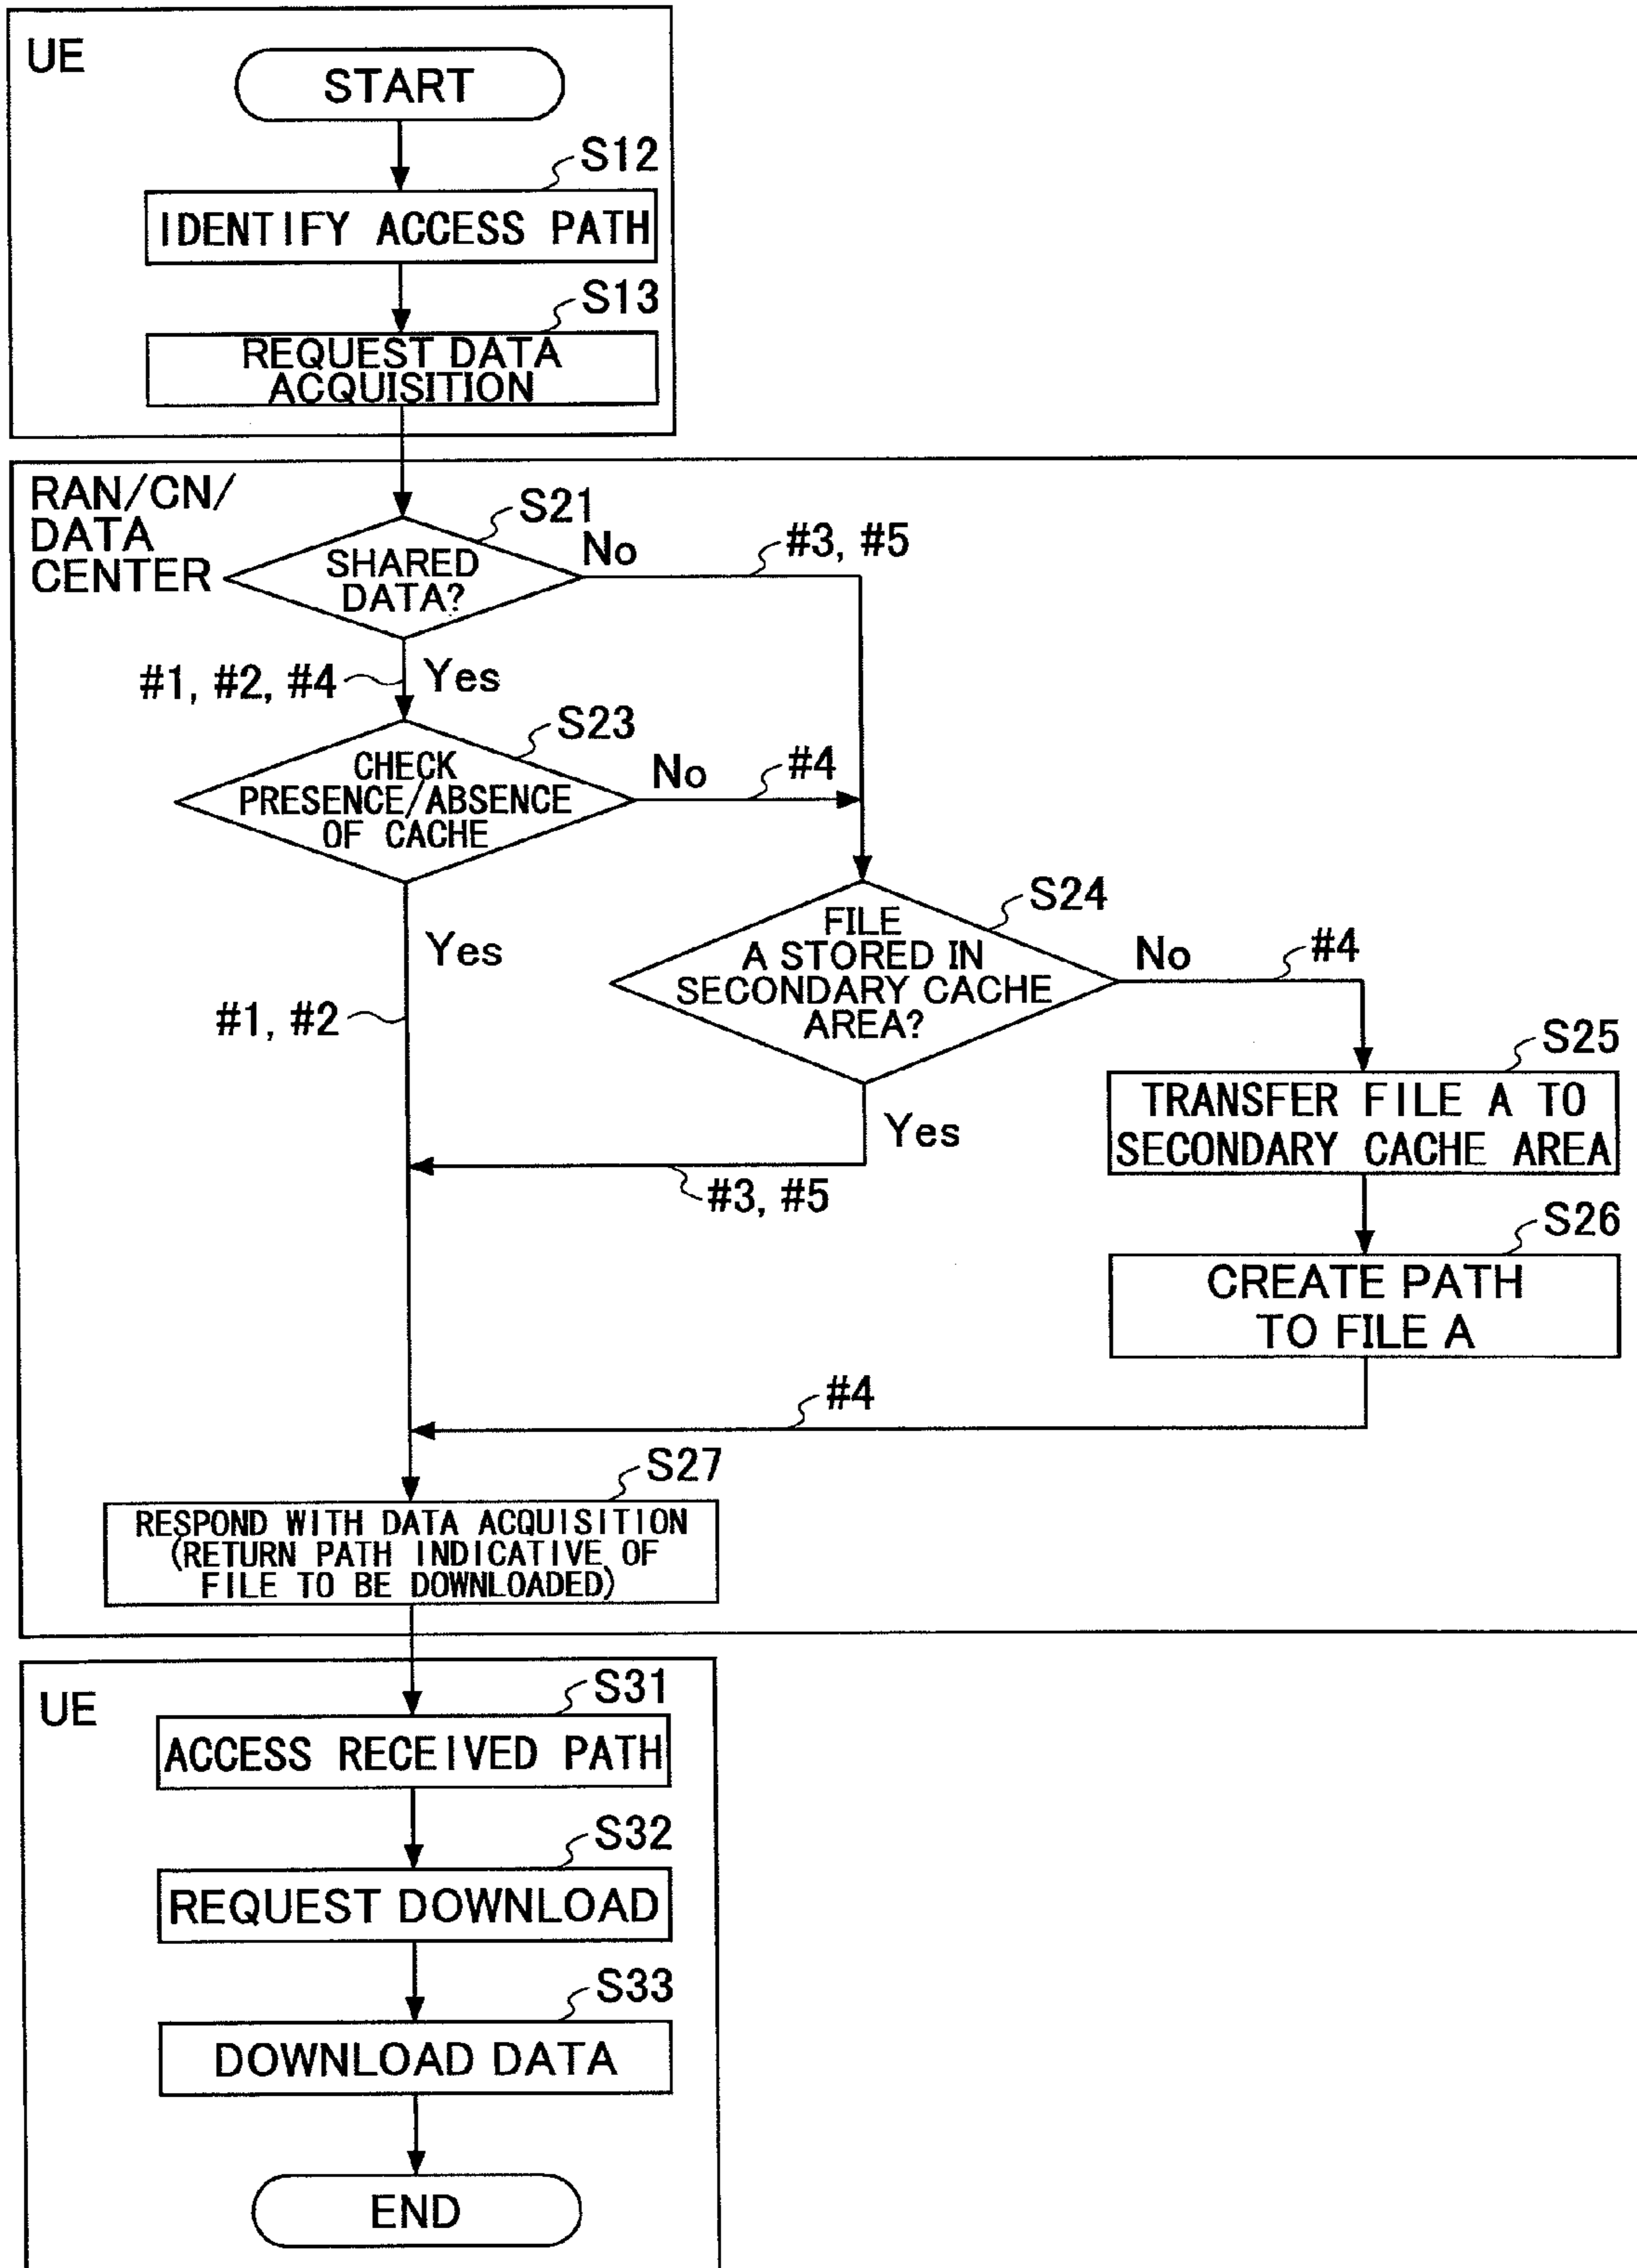 UE
START
S12
IDENTIFY ACCESS PATH
S13
REQUEST DATA
ACQUISITION
RAN/CN/
DATA
CENTER
S21
SHARED
DATA?
No
#3, #5
#1, #2, #4
Yes
S23
CHECK
PRESENCE/ABSENCE
OF CACHE
No
#4
Yes
#1, #2
S24
FILE
A STORED IN
SECONDARY CACHE
AREA?
No
#4
Yes
#3, #5
S25
TRANSFER FILE A TO
SECONDARY CACHE AREA
S26
CREATE PATH
TO FILE A
#4
S27
RESPOND WITH DATA ACQUISITION
(RETURN PATH INDICATIVE OF
FILE TO BE DOWNLOADED)
UE
S31
ACCESS RECEIVED PATH
S32
REQUEST DOWNLOAD
S33
DOWNLOAD DATA
END